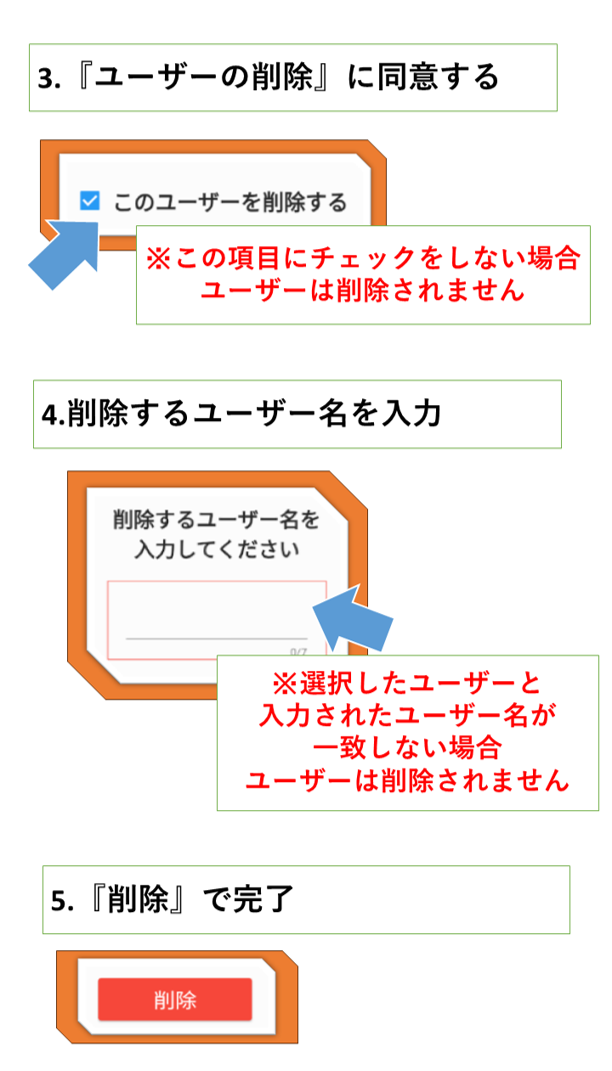 3.『ユーザーの削除』に同意する
このユーザーを削除する
※この項目にチェックをしない場合
ユーザーは削除されません
4.削除するユーザー名を入力
削除するユーザー名を
入力してください
0/7
※選択したユーザーと
入力されたユーザー名が
一致しない場合
ユーザーは削除されません
5.『削除』で完了
削除